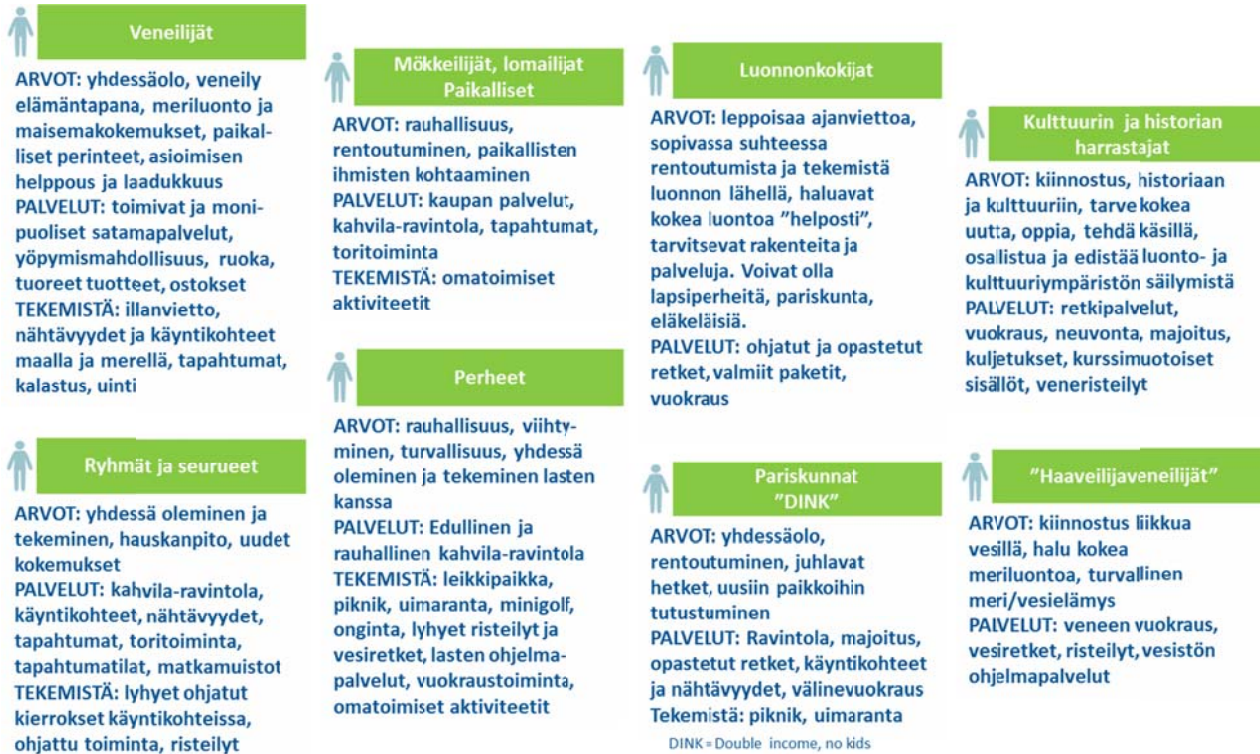 Veneilijät
ARVOT: yhdessäolo, veneily
elämäntapana, meriluonto ja
maisemakokemukset, paikal-
liset perinteet, asioimisen
helppous ja laadukkuus
PALVELUT: toimivat ja moni-
puoliset satamapalvelut,
yöpymismahdollisuus, ruoka,
tuoreet tuotteet, ostokset
TEKEMISTÄ: illanvietto,
nähtävyydet ja käyntikohteet
maalla ja merellä, tapahtumat,
kalastus, uinti
Ryhmät ja seurueet
ARVOT: yhdessä oleminen ja
tekeminen, hauskanpito, uudet
kokemukset
PALVELUT: kahvila-ravintola,
käyntikohteet, nähtävyydet,
tapahtumat, toritoiminta,
tapahtumatilat, matkamuistot
TEKEMISTÄ: lyhyet ohjatut
kierrokset käyntikohteissa,
ohjattu toiminta, risteilyt
Mökkeilijät, lomailijat
Paikalliset
ARVOT: rauhallisuus,
rentoutuminen, paikallisten
ihmisten kohtaaminen
PALVELUT: kaupan palvelut,
kahvila-ravintola, tapahtumat,
toritoiminta
TEKEMISTÄ: omatoimiset
aktiviteetit
Perheet
ARVOT: rauhallisuus, viihty-
minen, turvallisuus, yhdessä
oleminen ja tekeminen lasten
kanssa
PALVELUT: Edullinen ja
rauhallinen kahvila-ravintola
TEKEMISTÄ: leikkipaikka,
piknik, uimaranta, minigolf,
onginta, lyhyet risteilyt ja
vesiretket, lasten ohjelma-
palvelut, vuokraustoiminta,
omatoimiset aktiviteetit
Luonnonkokijat
ARVOT: leppoisaa ajanviettoa,
sopivassa suhteessa
rentoutumista ja tekemistä
luonnon lähellä, haluavat
kokea luontoa "helposti",
tarvitsevat rakenteita ja
palveluja. Voivat olla
lapsiperheitä, pariskunta,
eläkeläisiä.
PALVELUT: ohjatut ja opastetut
retket, valmiit paketit,
vuokraus
Pariskunnat
"DINK"
ARVOT: yhdessäolo,
rentoutuminen, juhlavat
hetket, uusiin paikkoihin
tutustuminen
PALVELUT: Ravintola, majoitus,
opastetut retket, käyntikohteet
ja nähtävyydet, välinevuokraus
Tekemistä: piknik, uimaranta
DINK = Double income, no kids
Kulttuurin ja historian
harrastajat
ARVOT: kiinnostus, historiaan
ja kulttuuriin, tarve kokea
uutta, oppia, tehdä käsillä,
osallistua ja edistää luonto- ja
kulttuuriympäristön säilymistä
PALVELUT: retkipalvelut,
vuokraus, neuvonta, majoitus,
kuljetukset, kurssimuotoiset
sisällöt, veneristeilyt
"Haaveilijaveneilijät"
ARVOT: kiinnostus liikkua
vesillä, halu kokea
meriluontoa, turvallinen
meri/vesielämys
PALVELUT: veneen vuokraus,
vesiretket, risteilyt, vesistön
ohjelmapalvelut